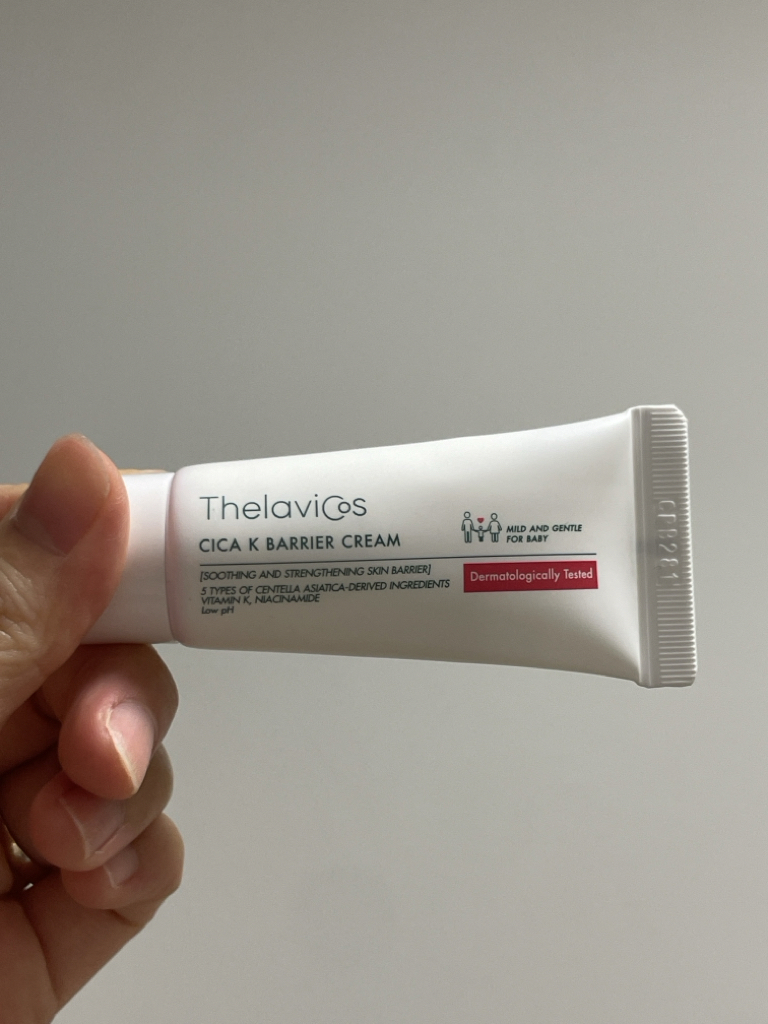 ThelaviCos
CICA K BARRIER CREAM
[SOOTHING AND STRENGTHENING SKIN BARRIER]
5 TYPES OF CENTELLA ASIATICA-DERIVED INGREDIENTS
VITAMIN K, NIACINAMIDE
Low pH
MILD AND GENTLE
FOR BABY
Dermatologically Tested